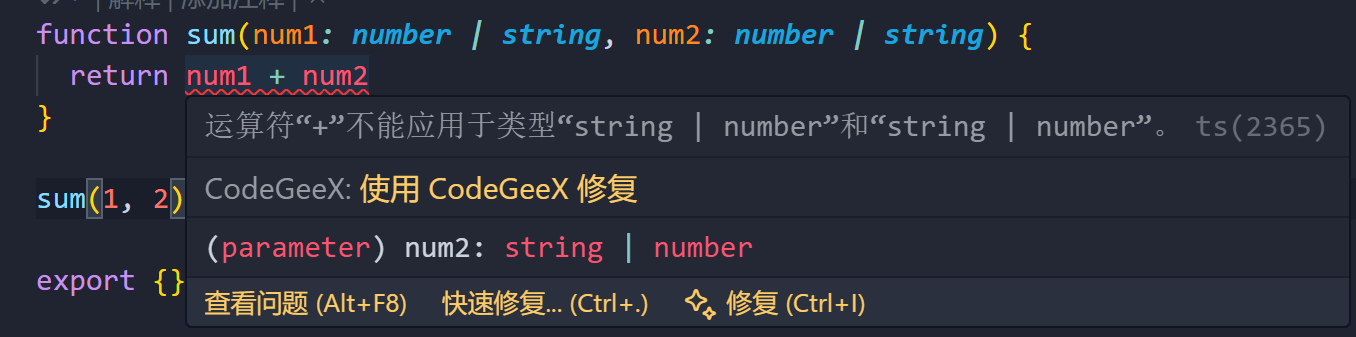 | 解释 | 添加注释 | ×
function sum(num1: number | string, num2: number | string) {
return num1 + num2
}
运算符“+”不能应用于类型“string | number”和“string | number”。 ts(2365)
CodeGeeX: 使用 CodeGeeX 修复
sum(1, 2)
(parameter) num2: string | number
export {}
查看问题 (Alt+F8) 快速修复... (Ctrl+.) 修复 (Ctrl+I)